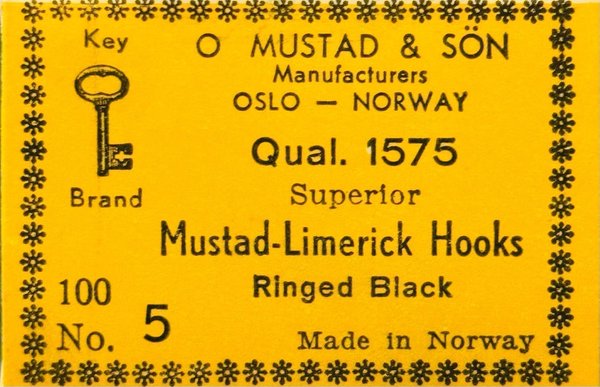 Key
Brand
O MUSTAD & SÖN
Manufacturers
OSLO — NORWAY
Qual. 1575
Superior
Mustad-Limerick Hooks
Ringed Black
100
No. 5
Made in Norway